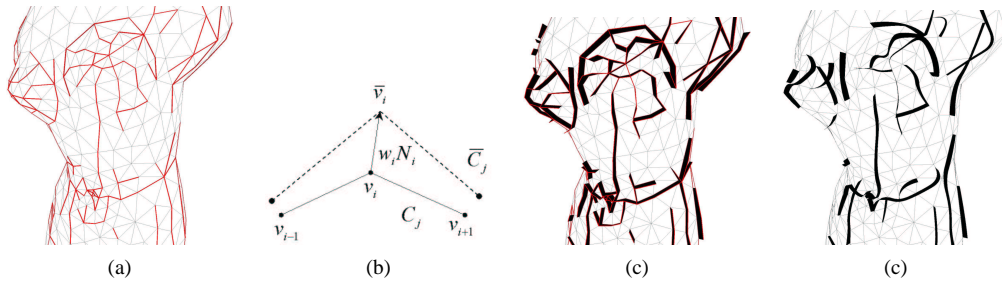 v̅ᵢ
wᵢNᵢ
C̅ⱼ
vᵢ
Cⱼ
vᵢ₋₁
vᵢ₊₁
(a) (b) (c) (c)